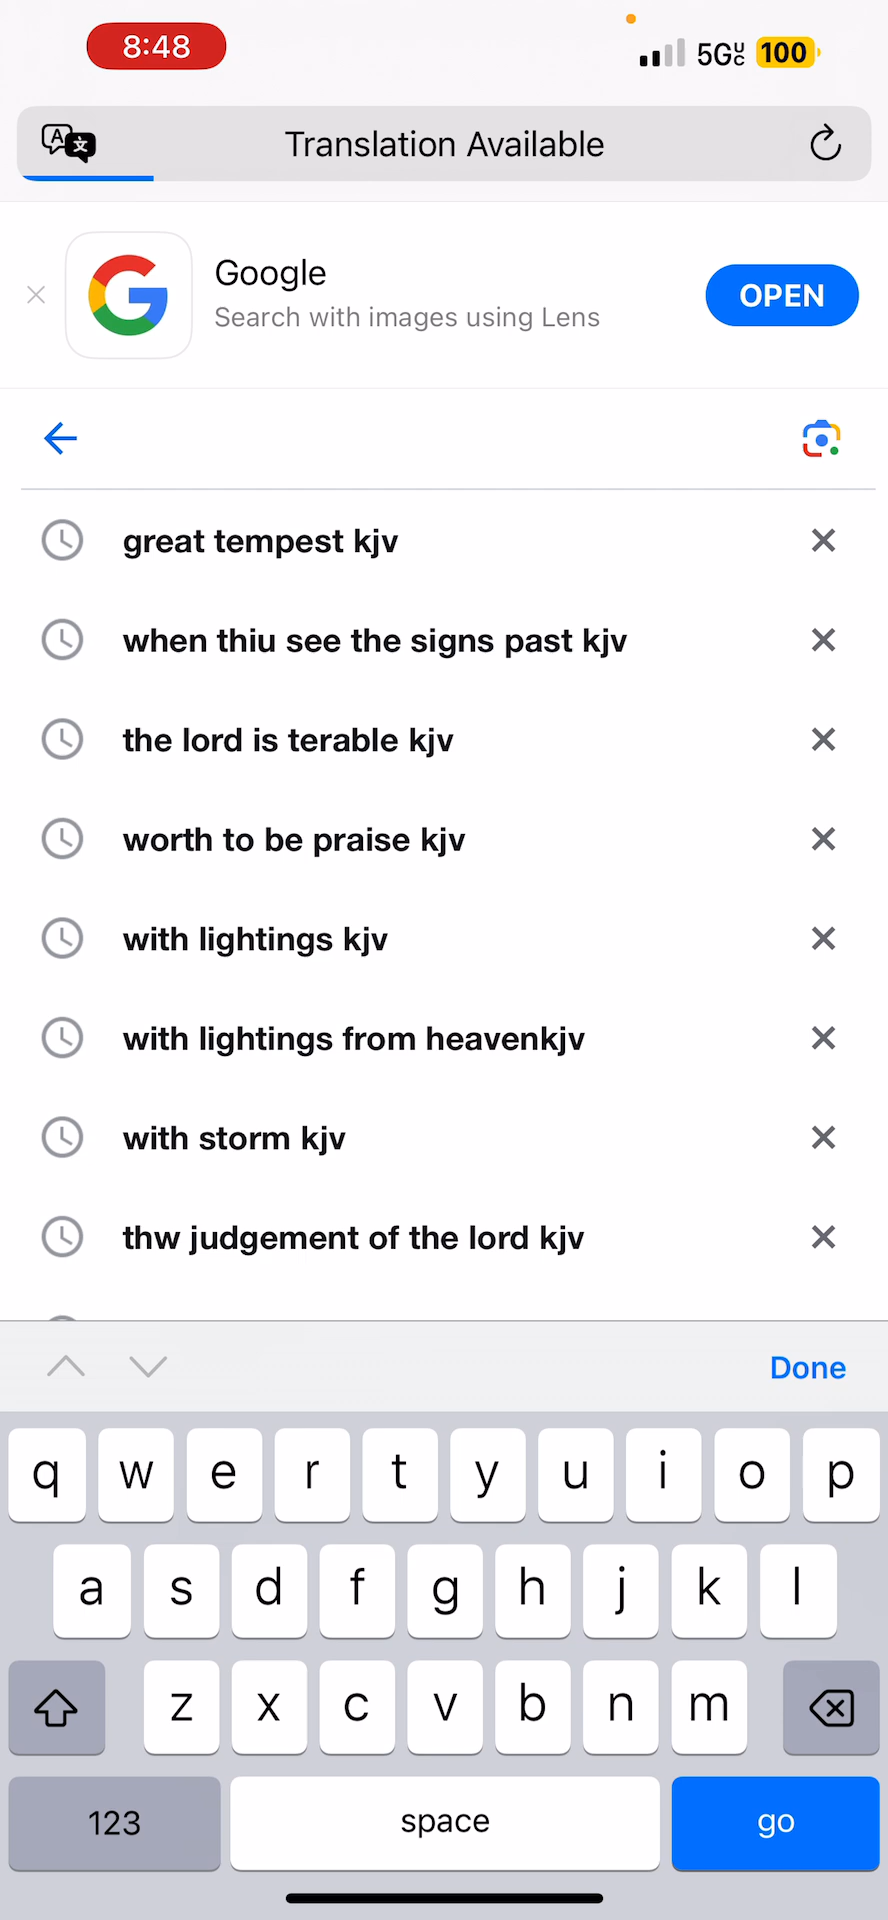 8:48
5GUC
100
Translation Available
Google
Search with images using Lens
OPEN
great tempest kjv
when thiu see the signs past kjv
the lord is terable kjv
worth to be praise kjv
with lightings kjv
with lightings from heavenkjv
with storm kjv
thw judgement of the lord kjv
Done
q w e r t y u i o p
a s d f g h j k l
z x c v b n m
123 space go